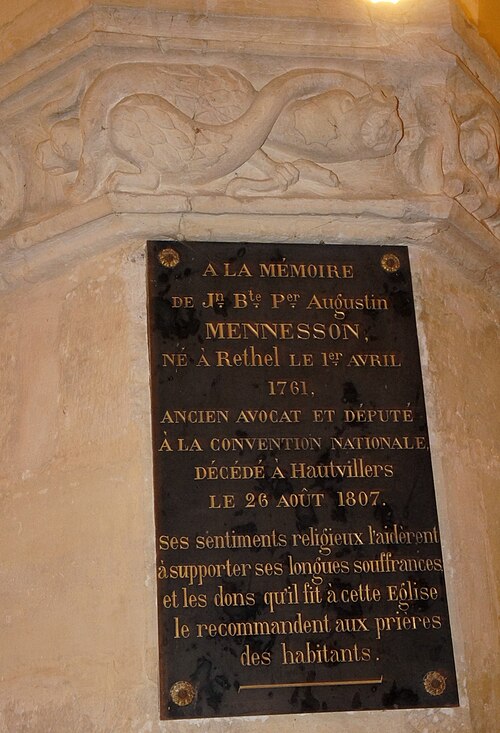 A LA MÉMOIRE
DE Jn Bte Per Augustin
MENNESSON,
NÉ À Rethel LE 1er AVRIL
1761,
ANCIEN AVOCAT ET DÉPUTÉ
À LA CONVENTION NATIONALE,
DÉCÉDÉ À Hautvillers
LE 26 AOÛT 1807.
Ses sentiments religieux l'aidèrent
à supporter ses longues souffrances
et les dons qu'il fit à cette Eglise
le recommandent aux prières
des habitants.